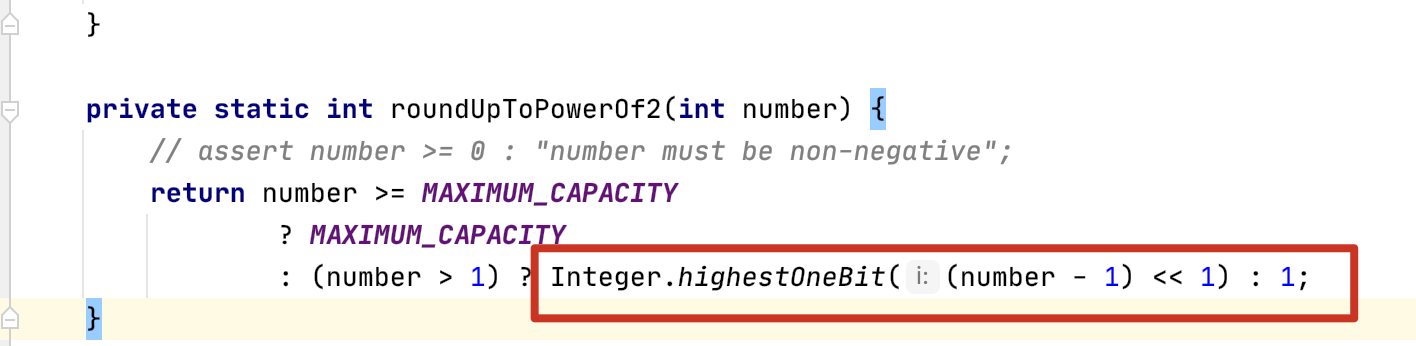 }
private static int roundUpToPowerOf2(int number) {
// assert number >= 0 : "number must be non-negative";
return number >= MAXIMUM_CAPACITY
? MAXIMUM_CAPACITY
: (number > 1) ? Integer.highestOneBit( i: (number - 1) << 1) : 1;
}